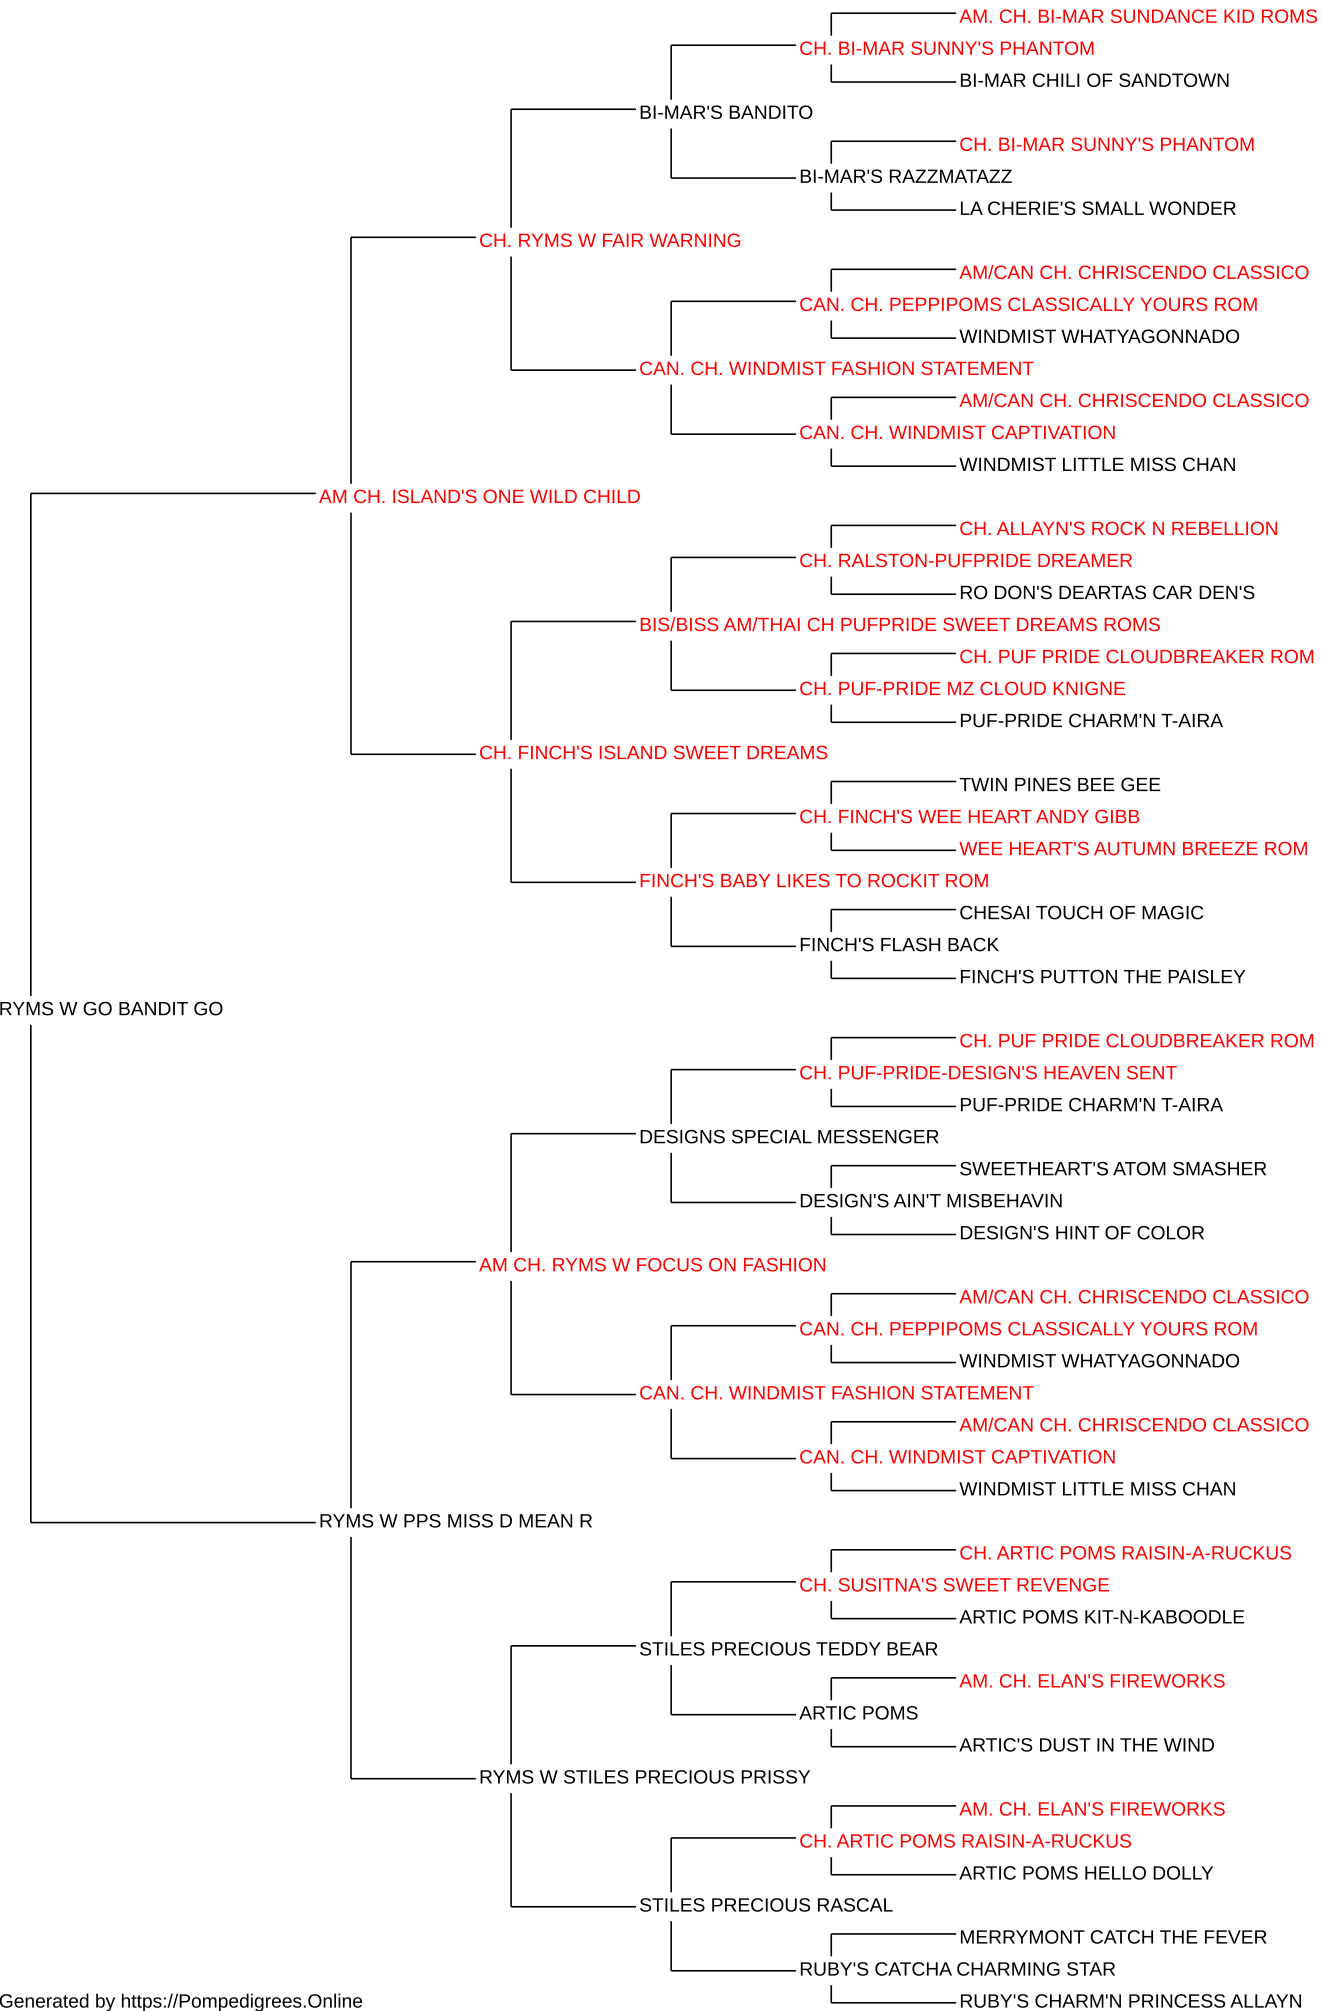 AM. CH. BI-MAR SUNDANCE KID ROMS
CH. BI-MAR SUNNY'S PHANTOM
BI-MAR CHILI OF SANDTOWN
BI-MAR'S BANDITO
CH. BI-MAR SUNNY'S PHANTOM
BI-MAR'S RAZZMATAZZ
LA CHERIE'S SMALL WONDER
CH. RYMS W FAIR WARNING
AM/CAN CH. CHRISCENDO CLASSICO
CAN. CH. PEPPIPOMS CLASSICALLY YOURS ROM
WINDMIST WHATYAGONNADO
CAN. CH. WINDMIST FASHION STATEMENT
AM/CAN CH. CHRISCENDO CLASSICO
CAN. CH. WINDMIST CAPTIVATION
WINDMIST LITTLE MISS CHAN
AM CH. ISLAND'S ONE WILD CHILD
CH. ALLAYN'S ROCK N REBELLION
CH. RALSTON-PUFPRIDE DREAMER
RO DON'S DEARTAS CAR DEN'S
BIS/BISS AM/THAI CH PUFPRIDE SWEET DREAMS ROMS
CH. PUF PRIDE CLOUDBREAKER ROM
CH. PUF-PRIDE MZ CLOUD KNIGNE
PUF-PRIDE CHARM'N T-AIRA
CH. FINCH'S ISLAND SWEET DREAMS
TWIN PINES BEE GEE
CH. FINCH'S WEE HEART ANDY GIBB
WEE HEART'S AUTUMN BREEZE ROM
FINCH'S BABY LIKES TO ROCKIT ROM
CHESAI TOUCH OF MAGIC
FINCH'S FLASH BACK
FINCH'S PUTTON THE PAISLEY
RYMS W GO BANDIT GO
CH. PUF PRIDE CLOUDBREAKER ROM
CH. PUF-PRIDE-DESIGN'S HEAVEN SENT
PUF-PRIDE CHARM'N T-AIRA
DESIGNS SPECIAL MESSENGER
SWEETHEART'S ATOM SMASHER
DESIGN'S AIN'T MISBEHAVIN
DESIGN'S HINT OF COLOR
AM CH. RYMS W FOCUS ON FASHION
AM/CAN CH. CHRISCENDO CLASSICO
CAN. CH. PEPPIPOMS CLASSICALLY YOURS ROM
WINDMIST WHATYAGONNADO
CAN. CH. WINDMIST FASHION STATEMENT
AM/CAN CH. CHRISCENDO CLASSICO
CAN. CH. WINDMIST CAPTIVATION
WINDMIST LITTLE MISS CHAN
RYMS W PPS MISS D MEAN R
CH. ARTIC POMS RAISIN-A-RUCKUS
CH. SUSITNA'S SWEET REVENGE
ARTIC POMS KIT-N-KABOODLE
STILES PRECIOUS TEDDY BEAR
AM. CH. ELAN'S FIREWORKS
ARTIC POMS
ARTIC'S DUST IN THE WIND
RYMS W STILES PRECIOUS PRISSY
AM. CH. ELAN'S FIREWORKS
CH. ARTIC POMS RAISIN-A-RUCKUS
ARTIC POMS HELLO DOLLY
STILES PRECIOUS RASCAL
MERRYMONT CATCH THE FEVER
RUBY'S CATCHA CHARMING STAR
RUBY'S CHARM'N PRINCESS ALLAYN
Generated by https://Pompedigrees.Online